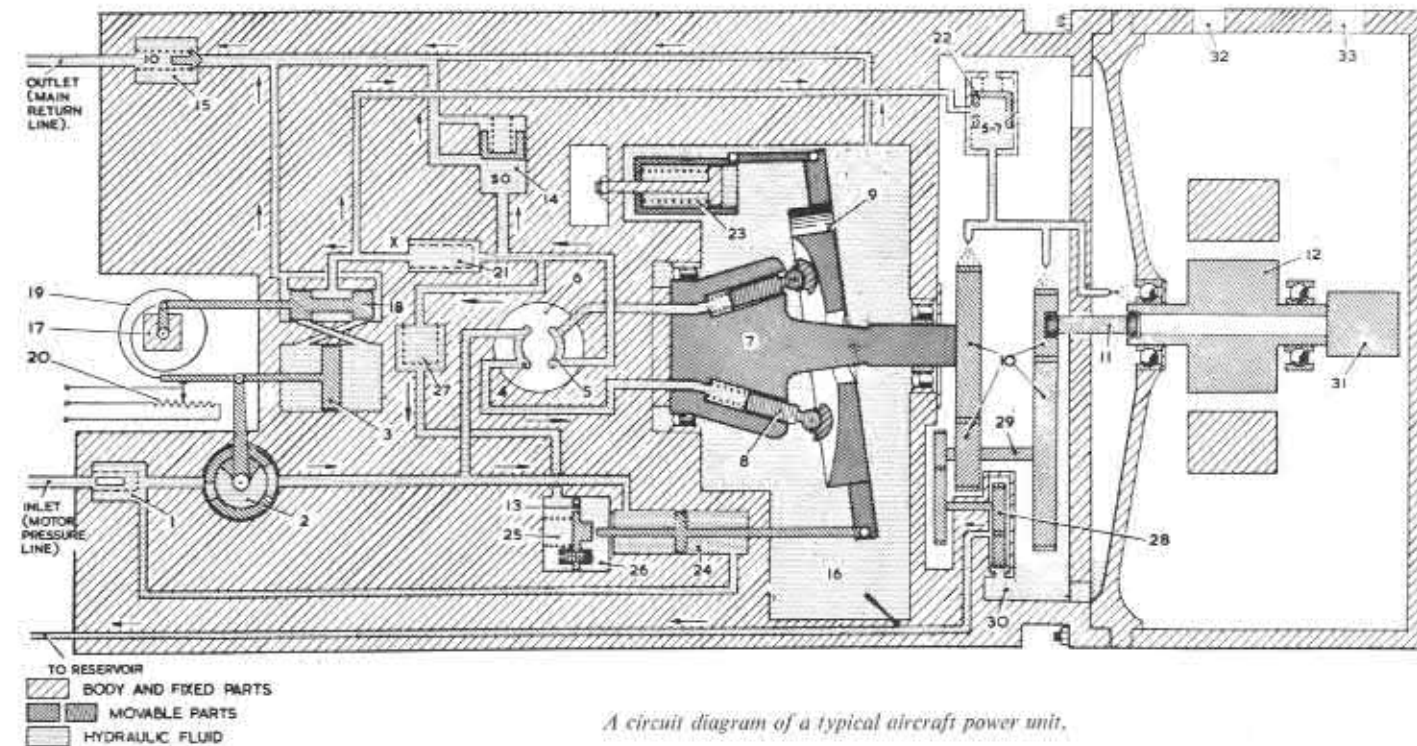 10
15
OUTLET
(MAIN
RETURN
LINE).
22
5-7
32
33
50
14
23
9
X
21
6
12
19
18
17
7
10
11
31
20
27
4
5
3
8
29
13
28
INLET
(MOTOR
PRESSURE
LINE)
1
2
25
26
24
16
30
TO RESERVOIR
BODY AND FIXED PARTS
MOVABLE PARTS
HYDRAULIC FLUID
A circuit diagram of a typical aircraft power unit.